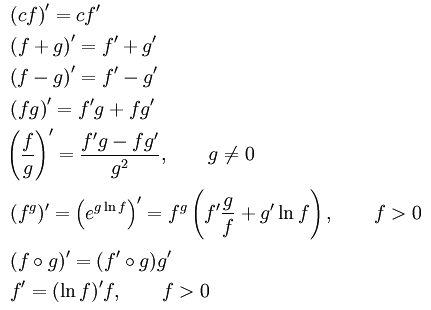 (cf)′ = cf′
(f + g)′ = f′ + g′
(f − g)′ = f′ − g′
(fg)′ = f′g + fg′
(f/g)′ = (f′g − fg′)/g², g ≠ 0
(f^g)′ = (e^{g ln f})′ = f^g (f′ g/f + g′ ln f), f > 0
(f ∘ g)′ = (f′ ∘ g)g′
f′ = (ln f)′f, f > 0